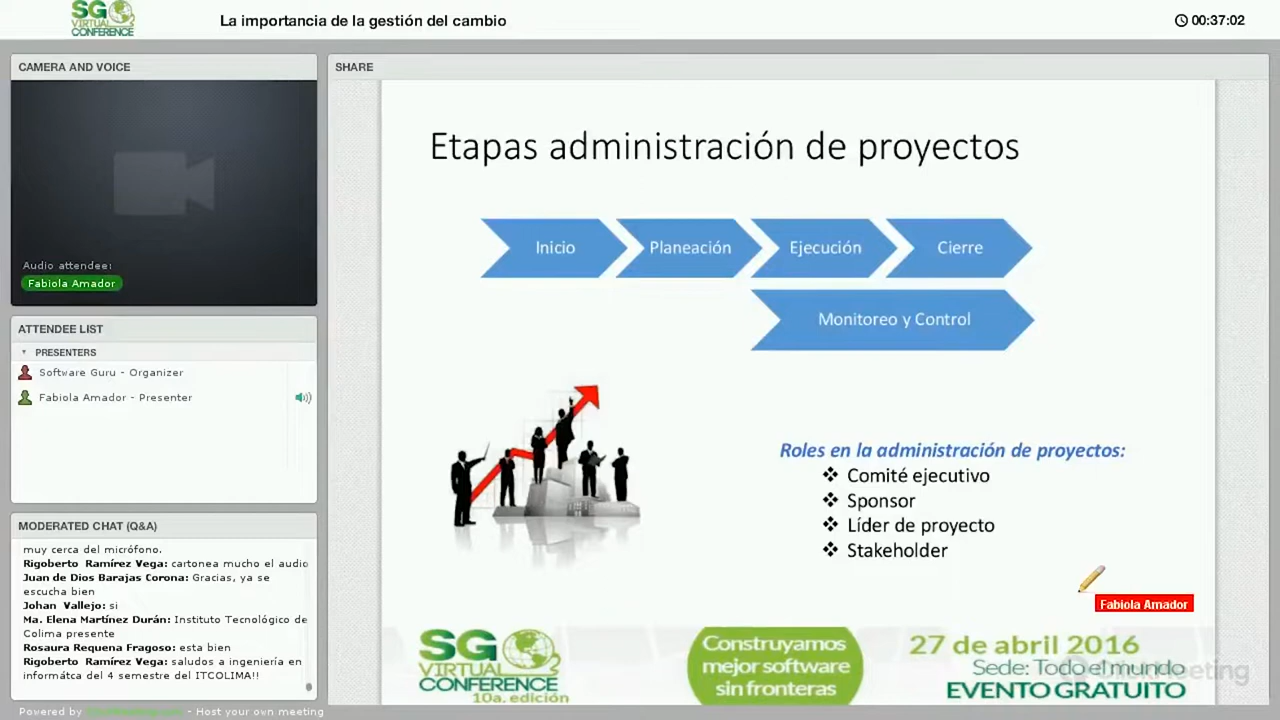 SG
VIRTUAL
CONFERENCE
La importancia de la gestión del cambio
00:37:02
CAMERA AND VOICE
Audio attendee:
Fabiola Amador
ATTENDEE LIST
PRESENTERS
Software Guru - Organizer
Fabiola Amador - Presenter
MODERATED CHAT (Q&A)
muy cerca del micrófono.
Rigoberto Ramírez Vega: cartonea mucho el audio
Juan de Dios Barajas Corona: Gracias, ya se
escucha bien
Johan Vallejo: si
Ma. Elena Martínez Durán: Instituto Tecnológico de
Colima presente
Rosaura Requena Fragoso: esta bien
Rigoberto Ramírez Vega: saludos a ingeniería en
informátca del 4 semestre del ITCOLIMA!!
Powered by ClickMeeting.com - Host your own meeting
SHARE
Etapas administración de proyectos
Inicio
Planeación
Ejecución
Cierre
Monitoreo y Control
Roles en la administración de proyectos:
❖ Comité ejecutivo
❖ Sponsor
❖ Líder de proyecto
❖ Stakeholder
Fabiola Amador
SG
VIRTUAL
CONFERENCE
10a. edición
Construyamos
mejor software
sin fronteras
27 de abril 2016
Sede: Todo el mundo
EVENTO GRATUITO
ClickMeeting